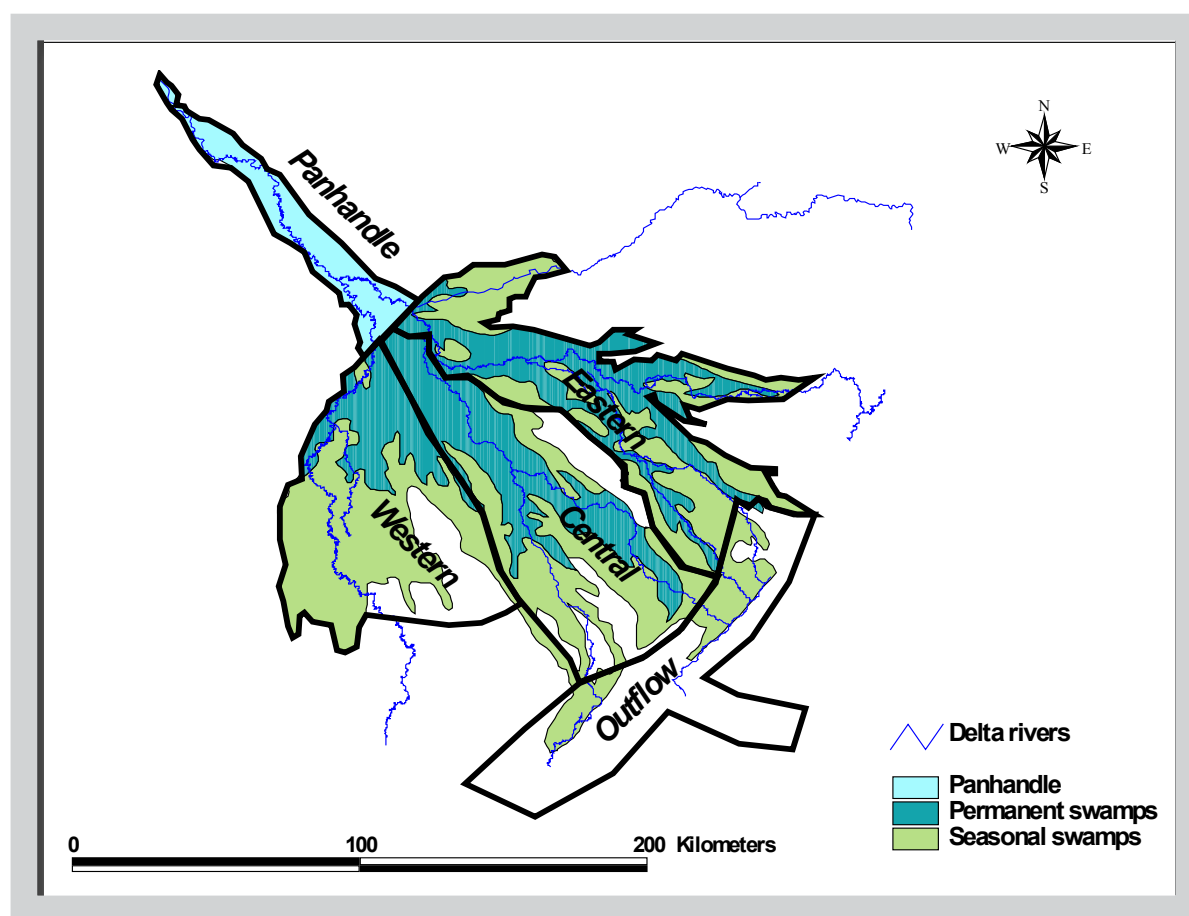 N
W E
S
Panhandle
Eastern
Central
Western
Outflow
Delta rivers
Panhandle
Permanent swamps
Seasonal swamps
0 100 200 Kilometers